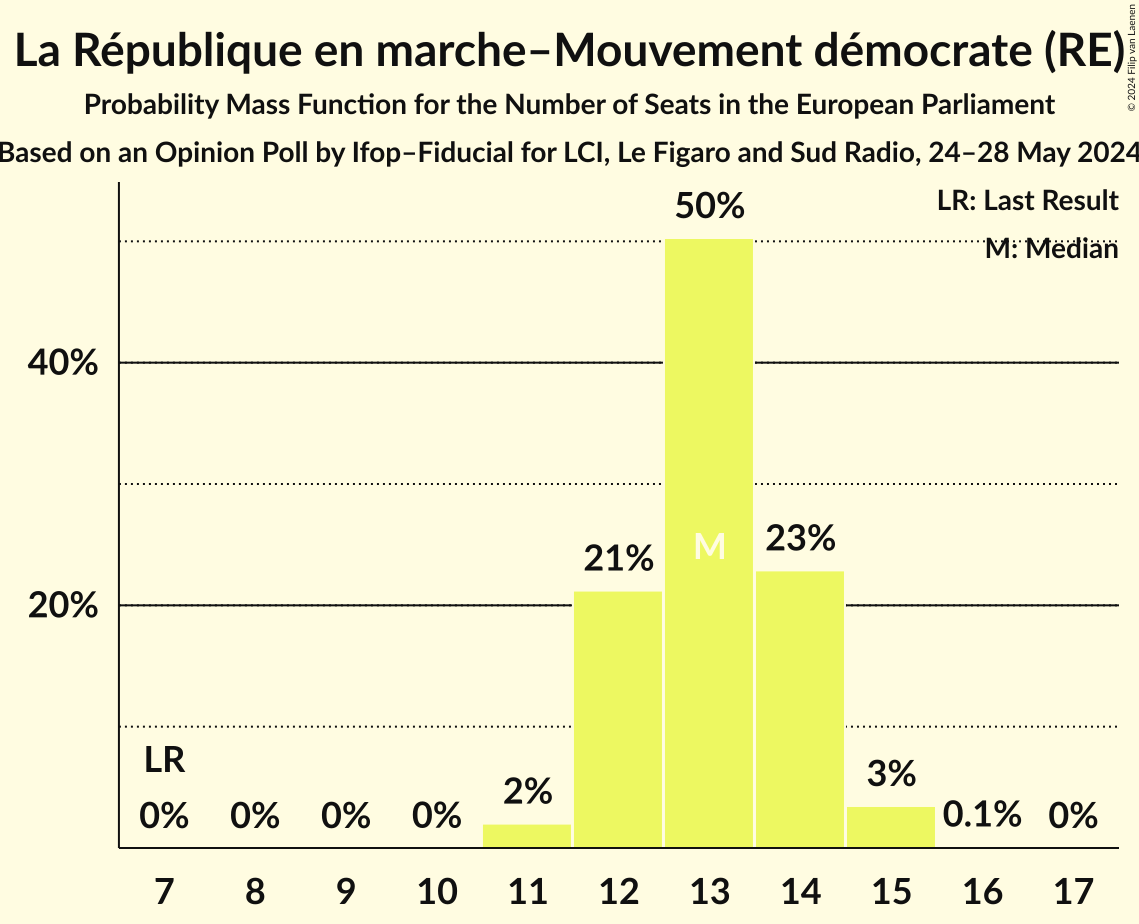 La République en marche–Mouvement démocrate (RE)
Probability Mass Function for the Number of Seats in the European Parliament
Based on an Opinion Poll by Ifop–Fiducial for LCI, Le Figaro and Sud Radio, 24–28 May 2024
© 2024 Filip van Laenen
LR: Last Result
M: Median
50%
40%
M
23%
21%
20%
LR
3%
2%
0% 0% 0% 0% 0.1% 0%
7 8 9 10 11 12 13 14 15 16 17